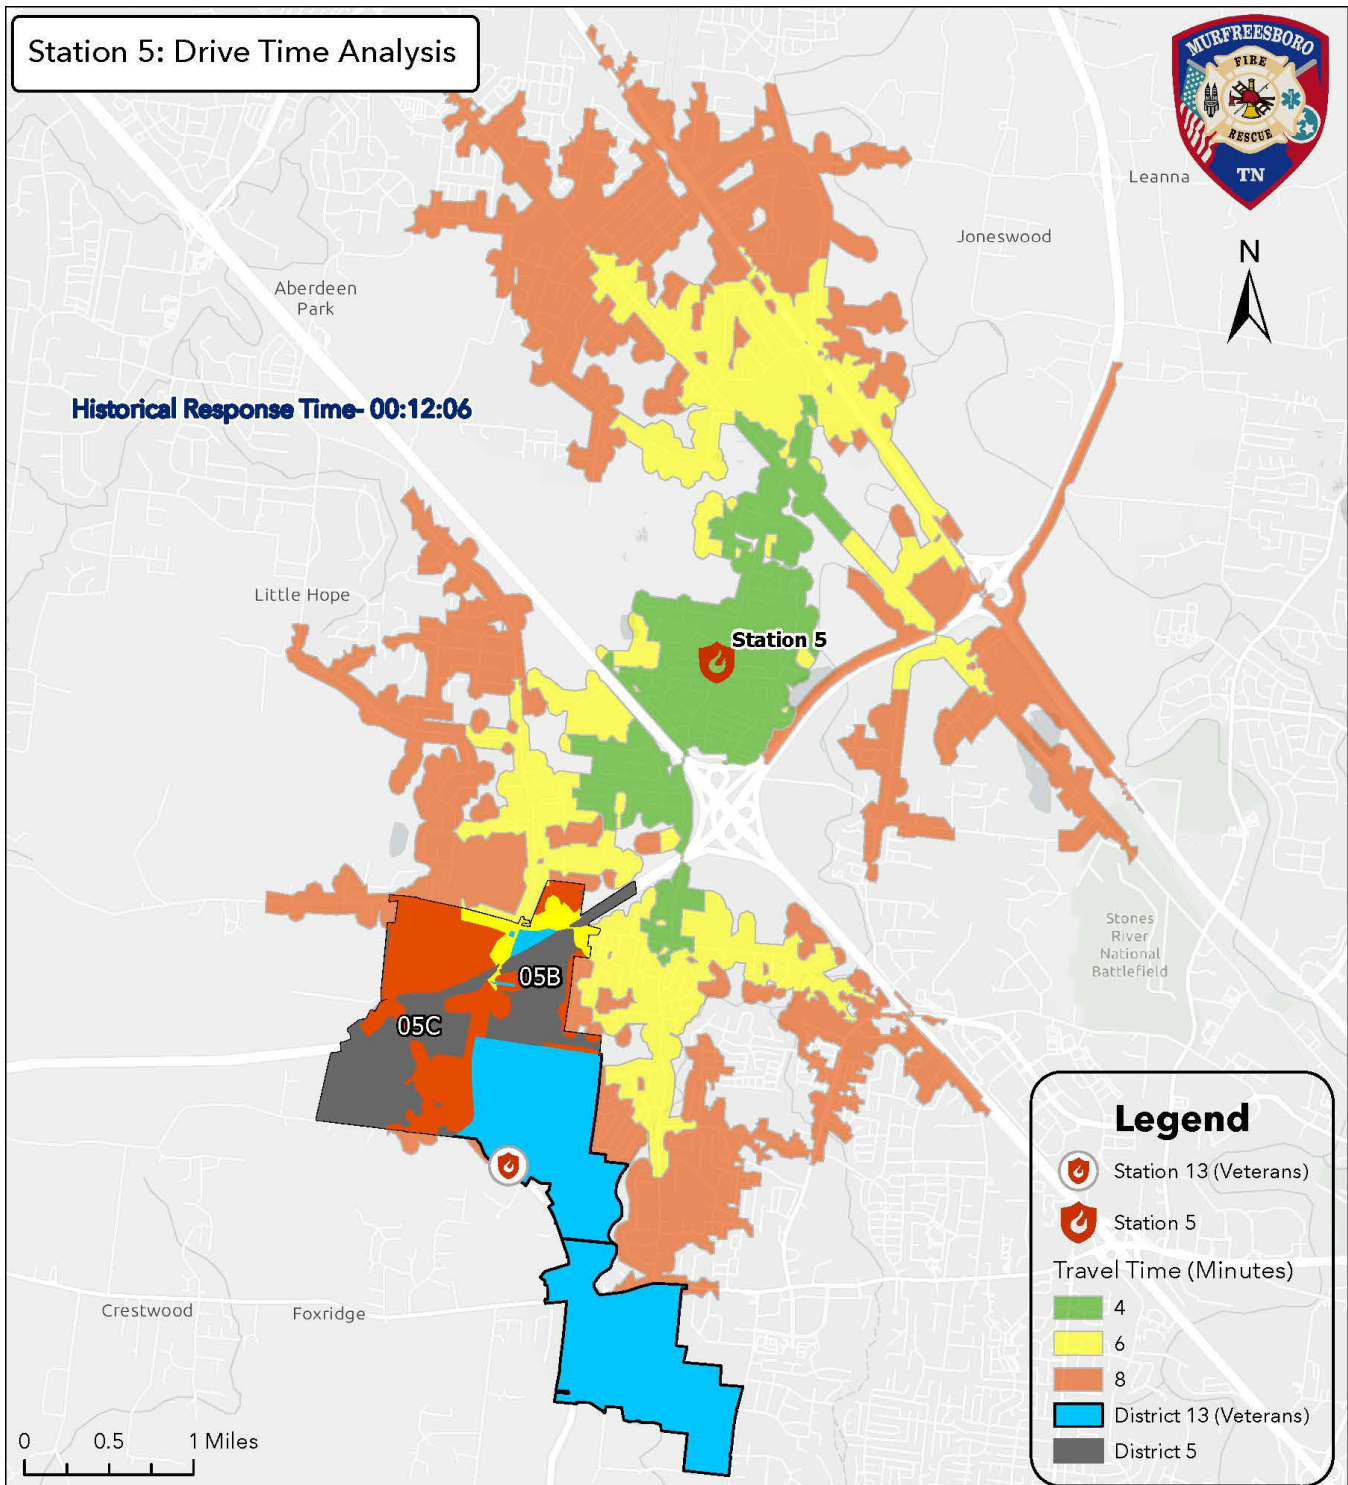 Station 5: Drive Time Analysis
MURFREESBORO
FIRE
RESCUE
TN
Leanna
Joneswood
N
Aberdeen
Park
Historical Response Time- 00:12:06
Little Hope
Station 5
Stones
River
National
Battlefield
05B
05C
Crestwood
Foxridge
Legend
Station 13 (Veterans)
Station 5
Travel Time (Minutes)
4
6
8
District 13 (Veterans)
District 5
0 0.5 1 Miles